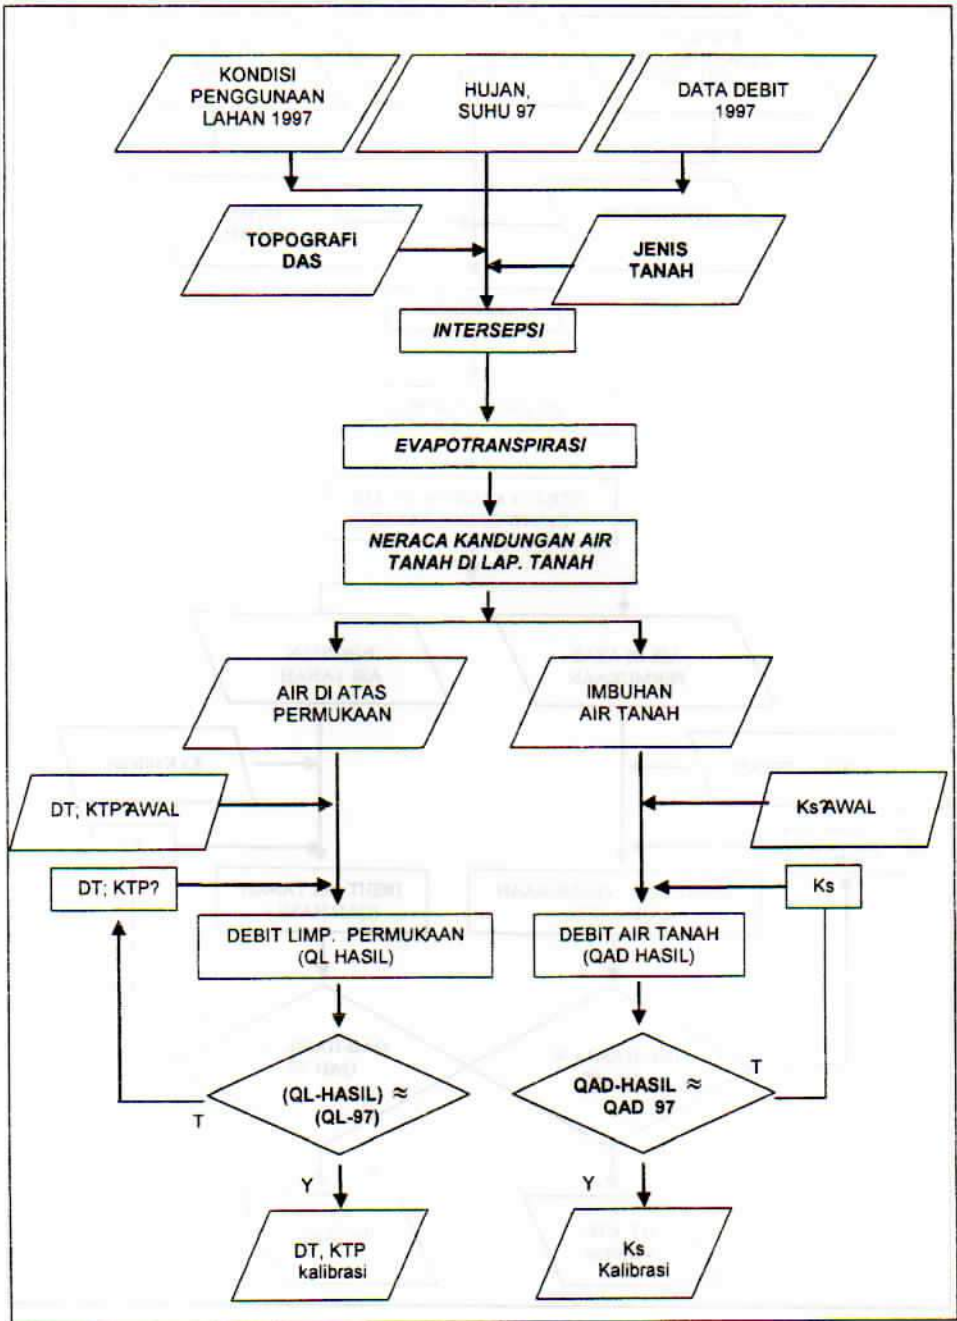 KONDISI
PENGGUNAAN
LAHAN 1997
HUJAN,
SUHU 97
DATA DEBIT
1997
TOPOGRAFI
DAS
JENIS
TANAH
INTERSEPSI
EVAPOTRANSPIRASI
NERACA KANDUNGAN AIR
TANAH DI LAP. TANAH
AIR DI ATAS
PERMUKAAN
IMBUHAN
AIR TANAH
DT; KTP?AWAL
Ks?AWAL
DT; KTP?
Ks
DEBIT LIMP. PERMUKAAN
(QL HASIL)
DEBIT AIR TANAH
(QAD HASIL)
(QL-HASIL) ≈
(QL-97)
T
QAD-HASIL ≈
QAD 97
T
Y
Y
DT, KTP
kalibrasi
Ks
Kalibrasi